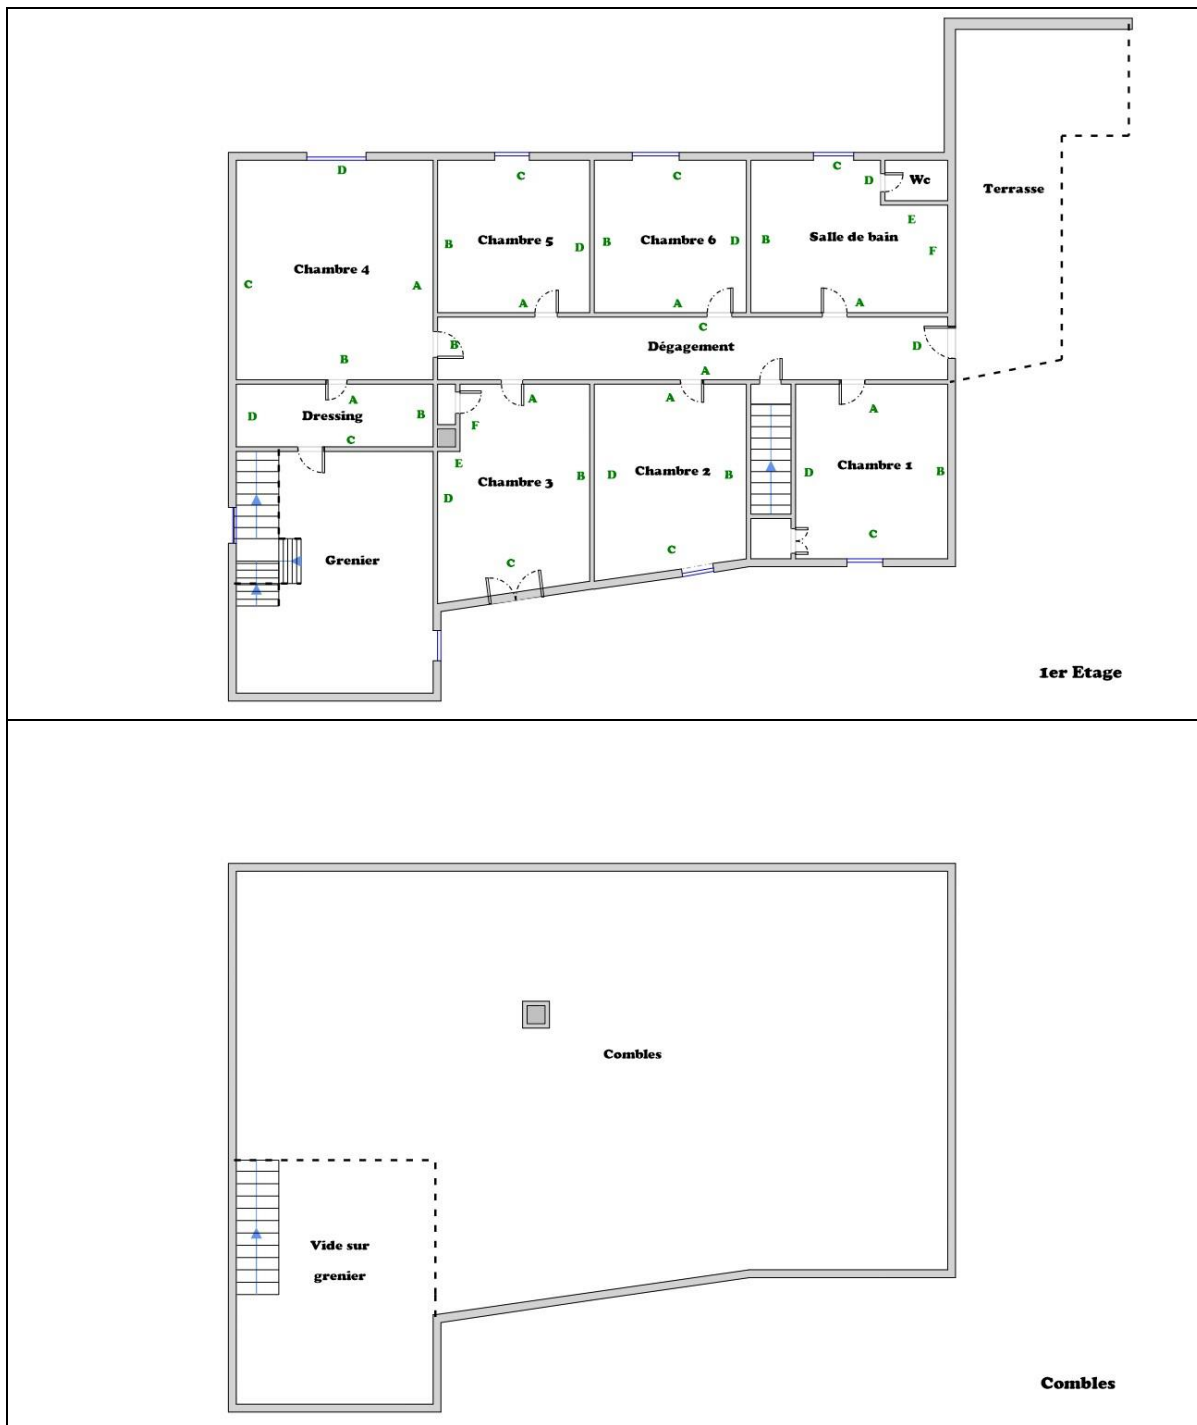 D
C
C
C
D
Wc
Terrasse
E
Chambre 5
Chambre 6
Salle de bain
B
D
B
D
B
F
Chambre 4
C
A
A
A
A
C
B
Dégagement
D
B
A
A
A
A
A
D
Dressing
B
C
F
E
Chambre 3
D
B
C
Chambre 2
D
B
C
Chambre 1
D
B
C
Grenier
1er Etage
Combles
Vide sur
grenier
Combles